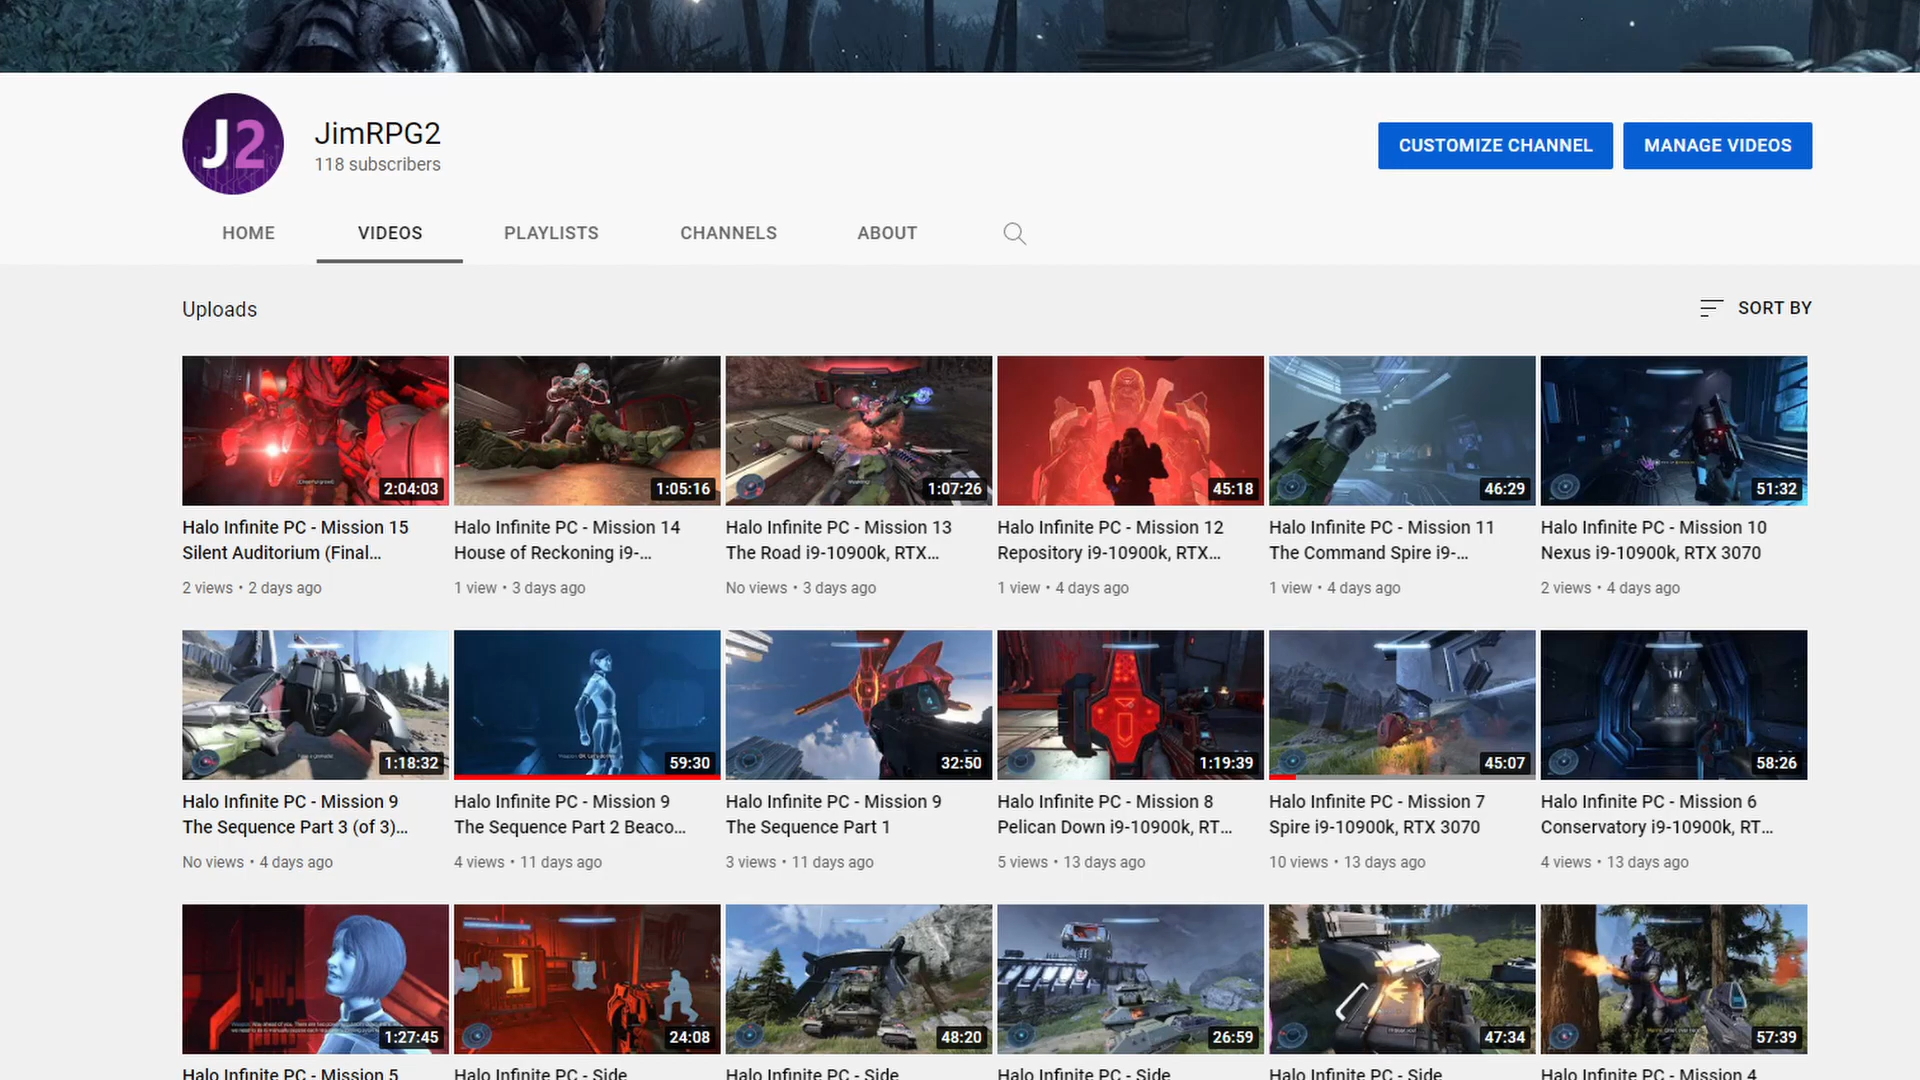 J2
JimRPG2
118 subscribers
CUSTOMIZE CHANNEL
MANAGE VIDEOS
HOME
VIDEOS
PLAYLISTS
CHANNELS
ABOUT
Uploads
SORT BY
2:04:03
1:05:16
1:07:26
45:18
46:29
51:32
Halo Infinite PC - Mission 15
Silent Auditorium (Final...
2 views • 2 days ago
Halo Infinite PC - Mission 14
House of Reckoning i9-...
1 view • 3 days ago
Halo Infinite PC - Mission 13
The Road i9-10900k, RTX...
No views • 3 days ago
Halo Infinite PC - Mission 12
Repository i9-10900k, RTX...
1 view • 4 days ago
Halo Infinite PC - Mission 11
The Command Spire i9-...
1 view • 4 days ago
Halo Infinite PC - Mission 10
Nexus i9-10900k, RTX 3070
2 views • 4 days ago
1:18:32
59:30
32:50
1:19:39
45:07
58:26
Halo Infinite PC - Mission 9
The Sequence Part 3 (of 3)...
No views • 4 days ago
Halo Infinite PC - Mission 9
The Sequence Part 2 Beaco...
4 views • 11 days ago
Halo Infinite PC - Mission 9
The Sequence Part 1
3 views • 11 days ago
Halo Infinite PC - Mission 8
Pelican Down i9-10900k, RT...
5 views • 13 days ago
Halo Infinite PC - Mission 7
Spire i9-10900k, RTX 3070
10 views • 13 days ago
Halo Infinite PC - Mission 6
Conservatory i9-10900k, RT...
4 views • 13 days ago
1:27:45
24:08
48:20
26:59
47:34
57:39
Halo Infinite PC - Mission 5
Halo Infinite PC - Side
Halo Infinite PC - Side
Halo Infinite PC - Side
Halo Infinite PC - Side
Halo Infinite PC - Mission 4